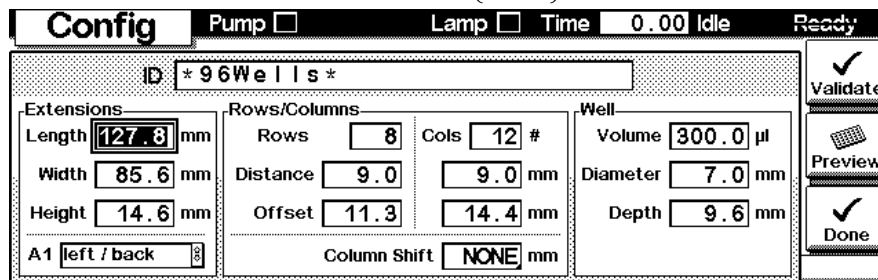 Config Pump Lamp Time 0.00 Idle Ready
ID *96Wells*
Validate
Extensions Rows/Columns Well
Length 127.8 mm Rows 8 Cols 12 # Volume 300.0 µl
Preview
Width 85.6 mm Distance 9.0 9.0 mm Diameter 7.0 mm
Height 14.6 mm Offset 11.3 14.4 mm Depth 9.6 mm
Done
A1 left / back Column Shift NONE mm